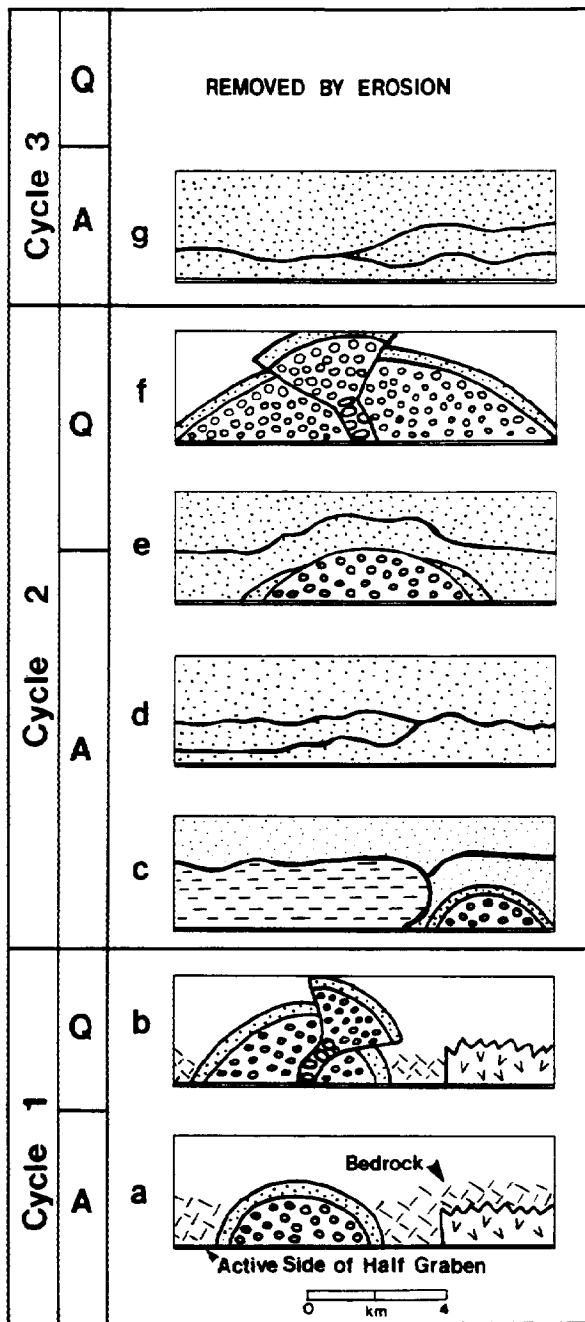 Cycle 3
Q
REMOVED BY EROSION
A
g
Cycle 2
Q
f
e
A
d
c
Cycle 1
Q
b
A
a
Bedrock
Active Side of Half Graben
0 km 4